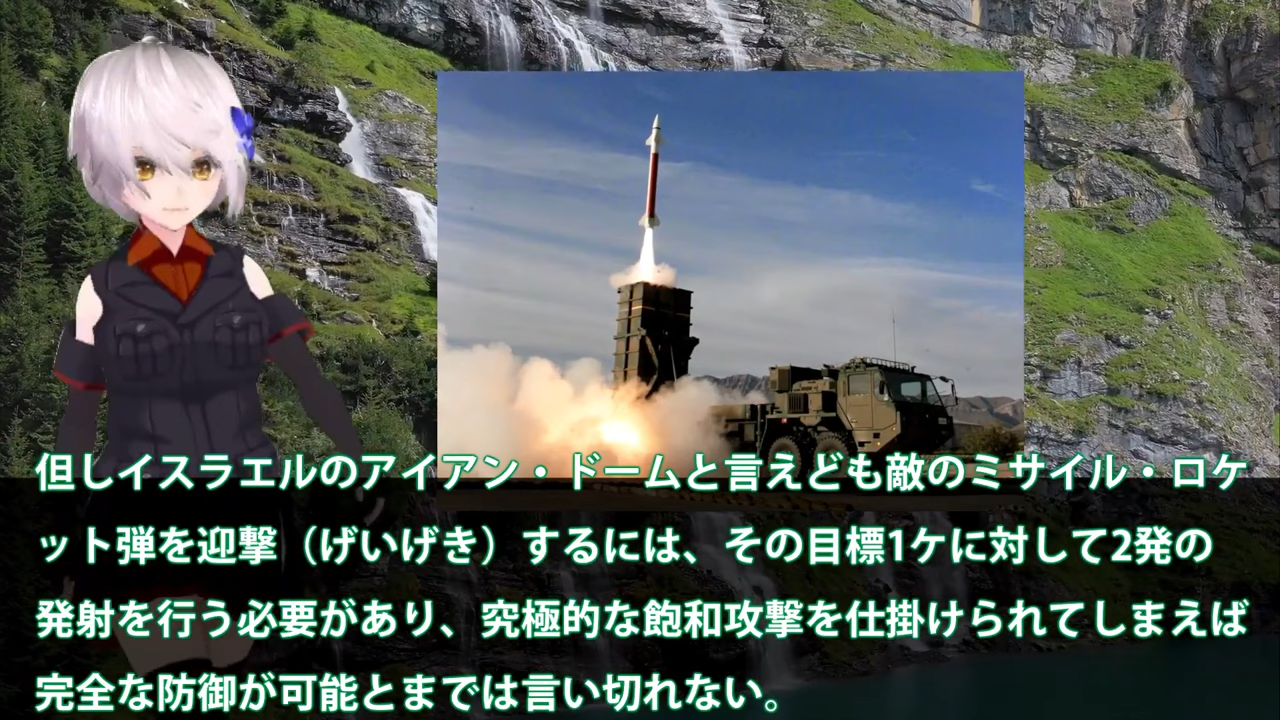 但しイスラエルのアイアン・ドームと言えども敵のミサイル・ロケ
ット弾を迎撃（げいげき）するには、その目標1ケに対して2発の
発射を行う必要があり、究極的な飽和攻撃を仕掛けられてしまえば
完全な防御が可能とまでは言い切れない。